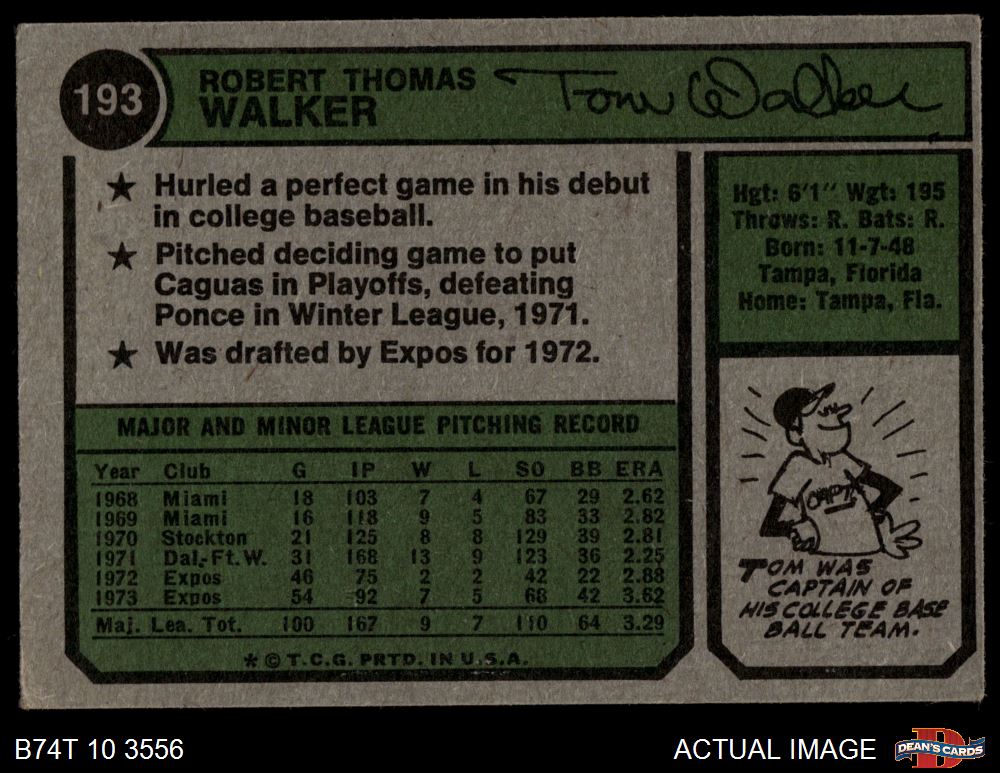 193
ROBERT THOMAS
WALKER
Tom Walker
★ Hurled a perfect game in his debut
in college baseball.
★ Pitched deciding game to put
Caguas in Playoffs, defeating
Ponce in Winter League, 1971.
★ Was drafted by Expos for 1972.
Hgt: 6'1" Wgt: 195
Throws: R. Bats: R.
Born: 11-7-48
Tampa, Florida
Home: Tampa, Fla.
MAJOR AND MINOR LEAGUE PITCHING RECORD
Year Club G IP W L SO BB ERA
1968 Miami 18 103 7 4 67 29 2.62
1969 Miami 16 118 9 5 83 33 2.82
1970 Stockton 21 125 8 8 129 39 2.81
1971 Dal.-Ft. W. 31 168 13 9 123 36 2.25
1972 Expos 46 75 2 2 42 22 2.88
1973 Expos 54 92 7 5 68 42 3.62
Maj. Lea. Tot. 100 167 9 7 110 64 3.29
* © T.C.G. PRTD. IN U.S.A.
CAPT.
TOM WAS
CAPTAIN OF
HIS COLLEGE BASE
BALL TEAM.
B74T 10 3556
ACTUAL IMAGE
D
DEAN'S CARDS